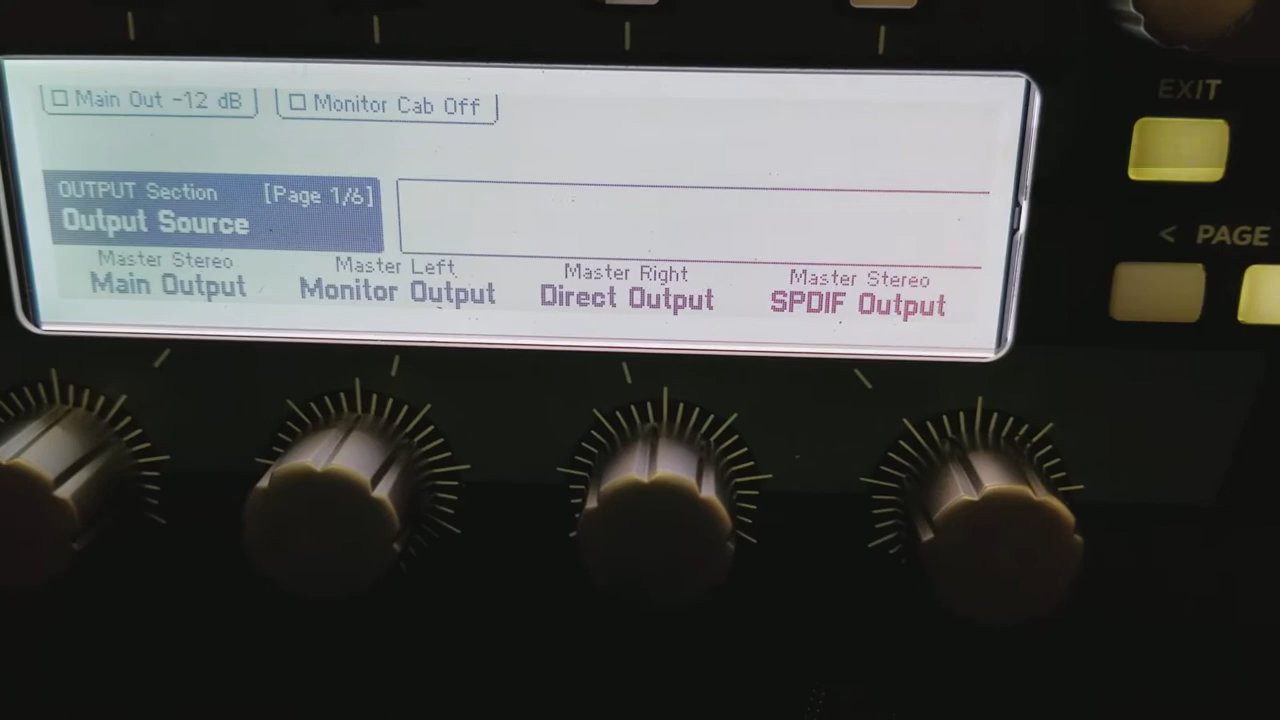 Main Out -12 dB
Monitor Cab Off
EXIT
OUTPUT Section [Page 1/6]
Output Source
< PAGE
Master Stereo
Main Output
Master Left
Monitor Output
Master Right
Direct Output
Master Stereo
SPDIF Output